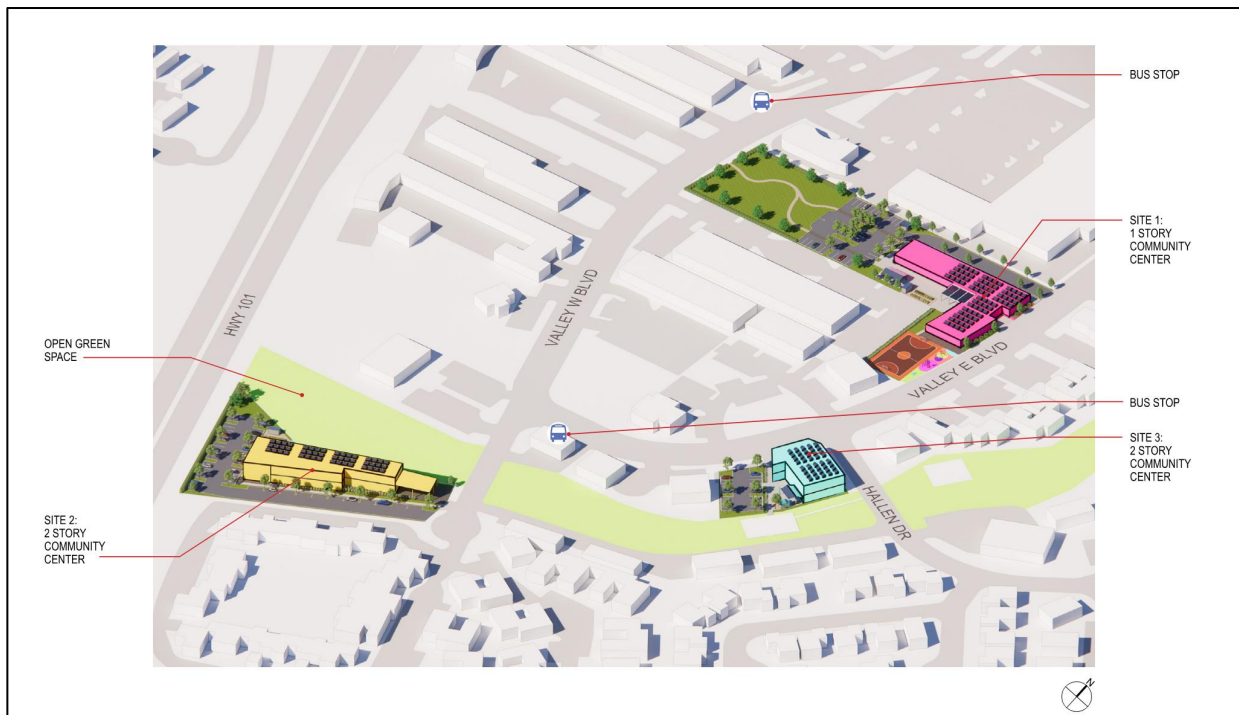 BUS STOP
SITE 1:
1 STORY
COMMUNITY
CENTER
HWY 101
VALLEY W BLVD
OPEN GREEN
SPACE
VALLEY E BLVD
BUS STOP
SITE 3:
2 STORY
COMMUNITY
CENTER
HALLEN DR
SITE 2:
2 STORY
COMMUNITY
CENTER
N